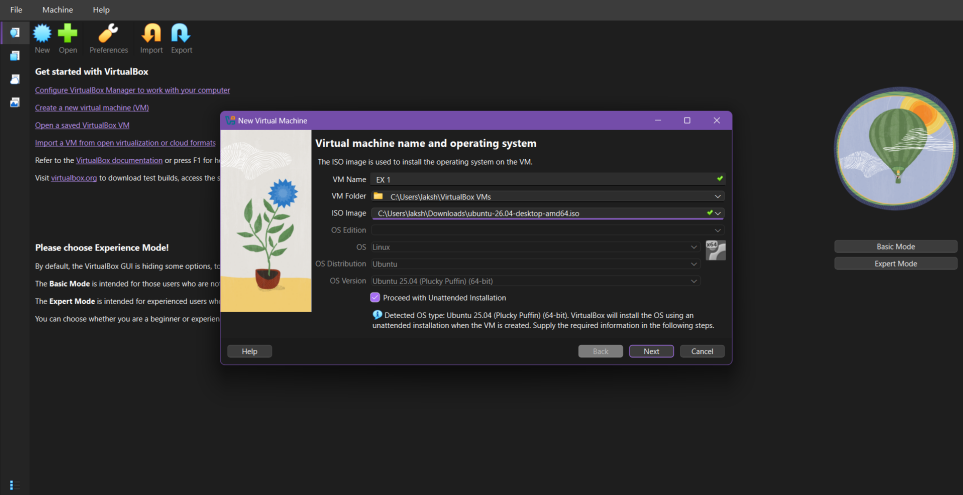 File Machine Help
New Open Preferences Import Export
Get started with VirtualBox
Configure VirtualBox Manager to work with your computer
Create a new virtual machine (VM)
Open a saved VirtualBox VM
Import a VM from open virtualization or cloud formats
Refer to the VirtualBox documentation or press F1 for
Visit virtualbox.org to download test builds, access the
Please choose Experience Mode!
By default, the VirtualBox GUI is hiding some options,
The Basic Mode is intended for those users who are
The Expert Mode is intended for experienced users
You can choose whether you are a beginner or
New Virtual Machine
Virtual machine name and operating system
The ISO image is used to install the operating system on the VM.
VM Name EX 1
VM Folder C:\Users\laksh\VirtualBox VMs
ISO Image C:\Users\laksh\Downloads\ubuntu-26.04-desktop-amd64.iso
OS Edition
OS Linux
x64
OS Distribution Ubuntu
OS Version Ubuntu 25.04 (Plucky Puffin) (64-bit)
Proceed with Unattended Installation
Detected OS type: Ubuntu 25.04 (Plucky Puffin) (64-bit). VirtualBox will install the OS using an
unattended installation when the VM is created. Supply the required information in the following steps.
Help Back Next Cancel
Basic Mode
Expert Mode